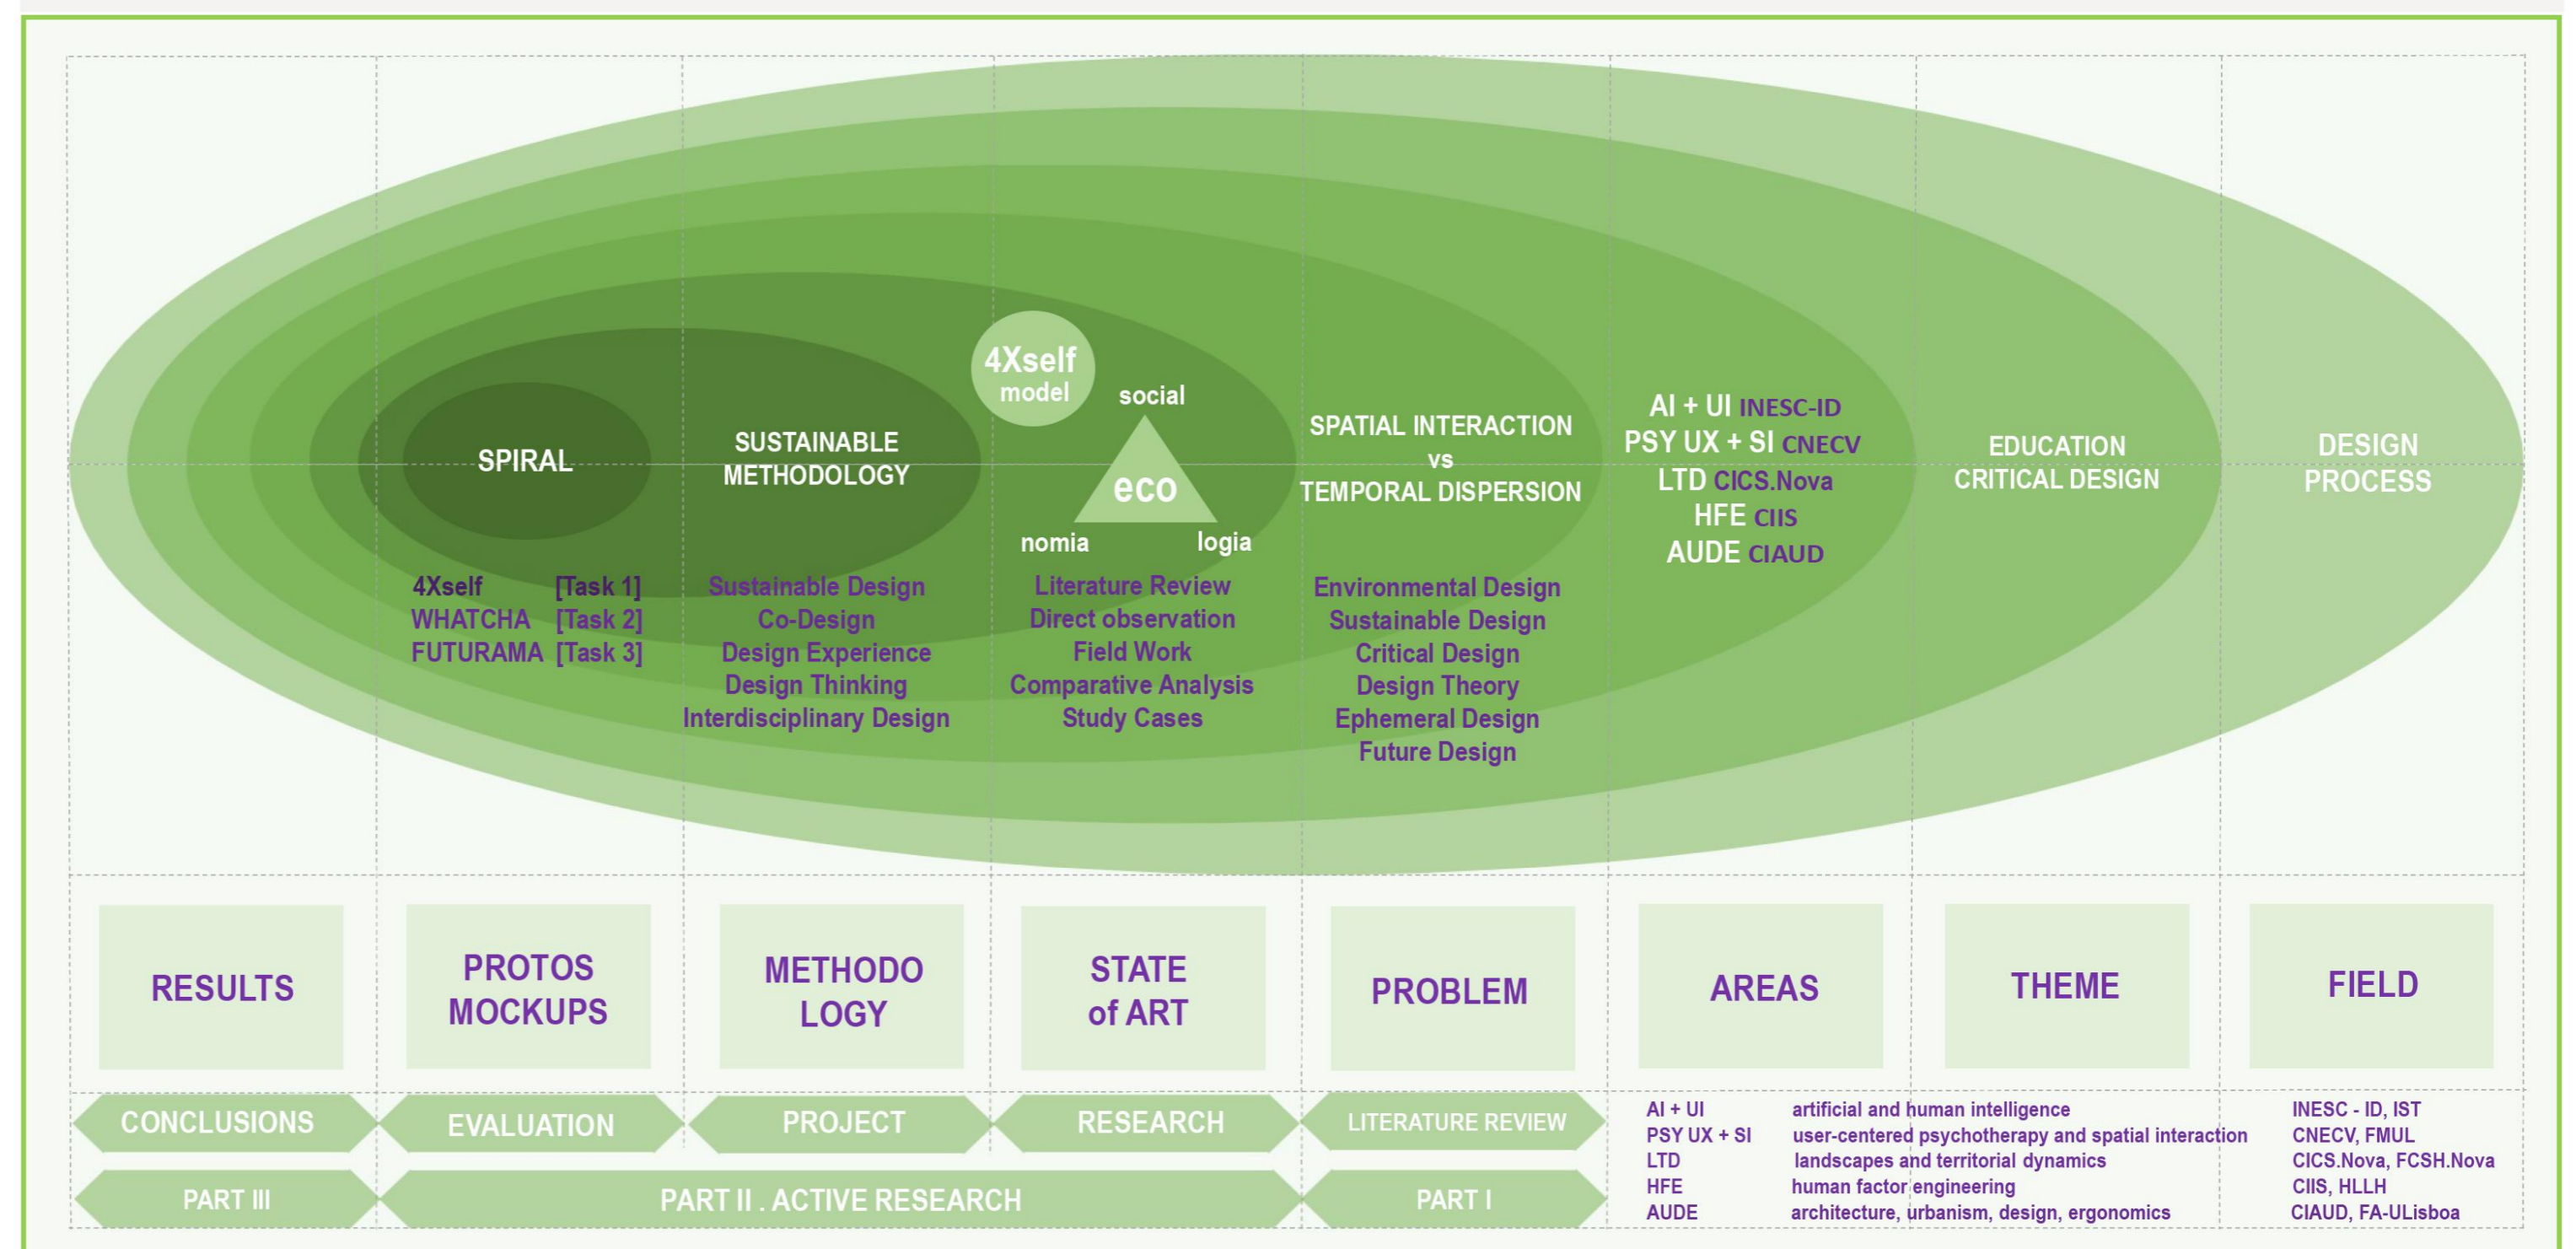 4Xself
model
social
eco
nomia
logia
SPIRAL
SUSTAINABLE
METHODOLOGY
SPATIAL INTERACTION
vs
TEMPORAL DISPERSION
AI + UI INESC-ID
PSY UX + SI CNECV
LTD CICS.Nova
HFE CIIS
AUDE CIAUD
EDUCATION
CRITICAL DESIGN
DESIGN
PROCESS
4Xself [Task 1]
WHATCHA [Task 2]
FUTURAMA [Task 3]
Sustainable Design
Co-Design
Design Experience
Design Thinking
Interdisciplinary Design
Literature Review
Direct observation
Field Work
Comparative Analysis
Study Cases
Environmental Design
Sustainable Design
Critical Design
Design Theory
Ephemeral Design
Future Design
RESULTS
PROTOS
MOCKUPS
METHODO
LOGY
STATE
of ART
PROBLEM
AREAS
THEME
FIELD
CONCLUSIONS
EVALUATION
PROJECT
RESEARCH
LITERATURE REVIEW
PART III
PART II . ACTIVE RESEARCH
PART I
AI + UI artificial and human intelligence INESC - ID, IST
PSY UX + SI user-centered psychotherapy and spatial interaction CNECV, FMUL
LTD landscapes and territorial dynamics CICS.Nova, FCSH.Nova
HFE human factor engineering CIIS, HLLH
AUDE architecture, urbanism, design, ergonomics CIAUD, FA-ULisboa